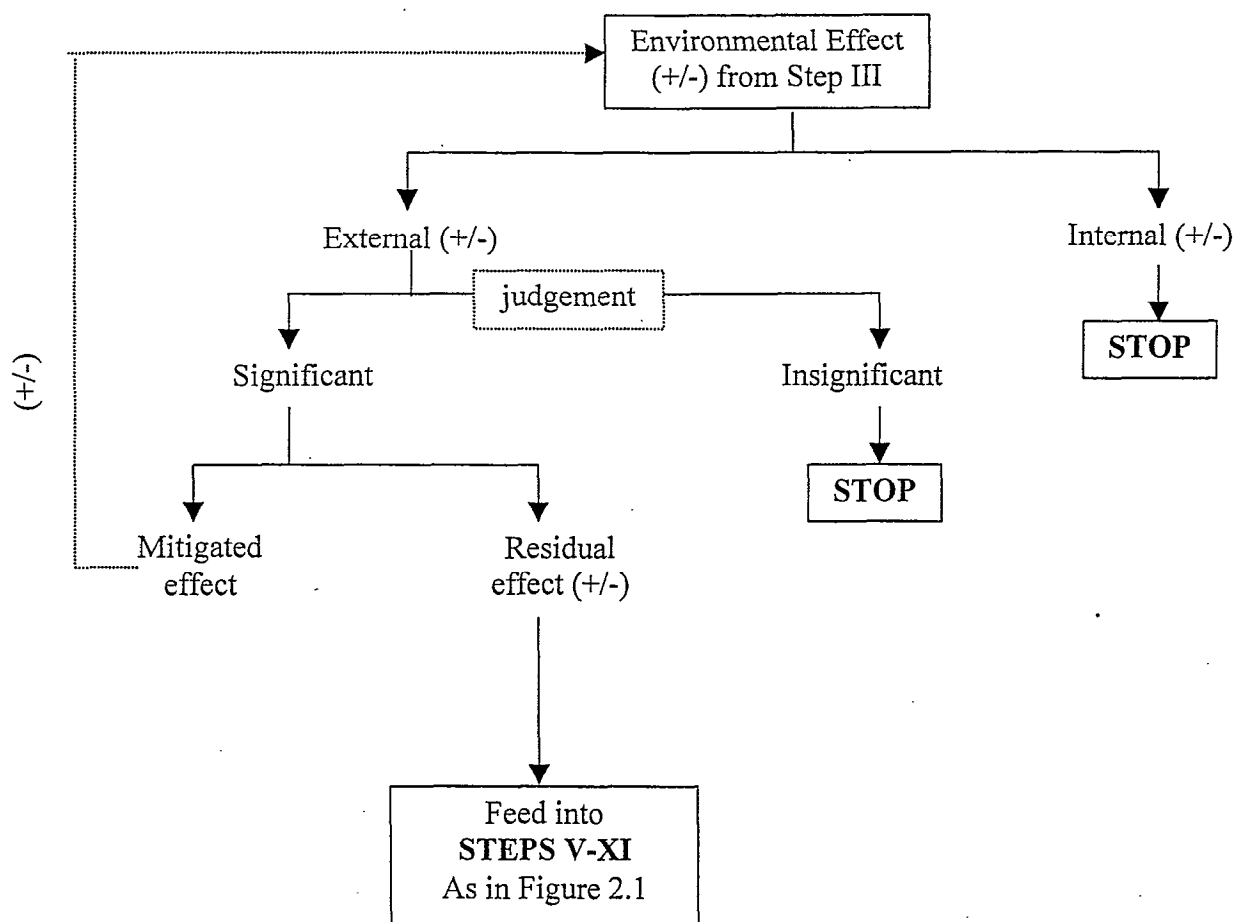 Environmental Effect
(+/-) from Step III
External (+/-)
Internal (+/-)
judgement
STOP
(+/-)
Significant
Insignificant
STOP
Mitigated
effect
Residual
effect (+/-)
Feed into
STEPS V-XI
As in Figure 2.1